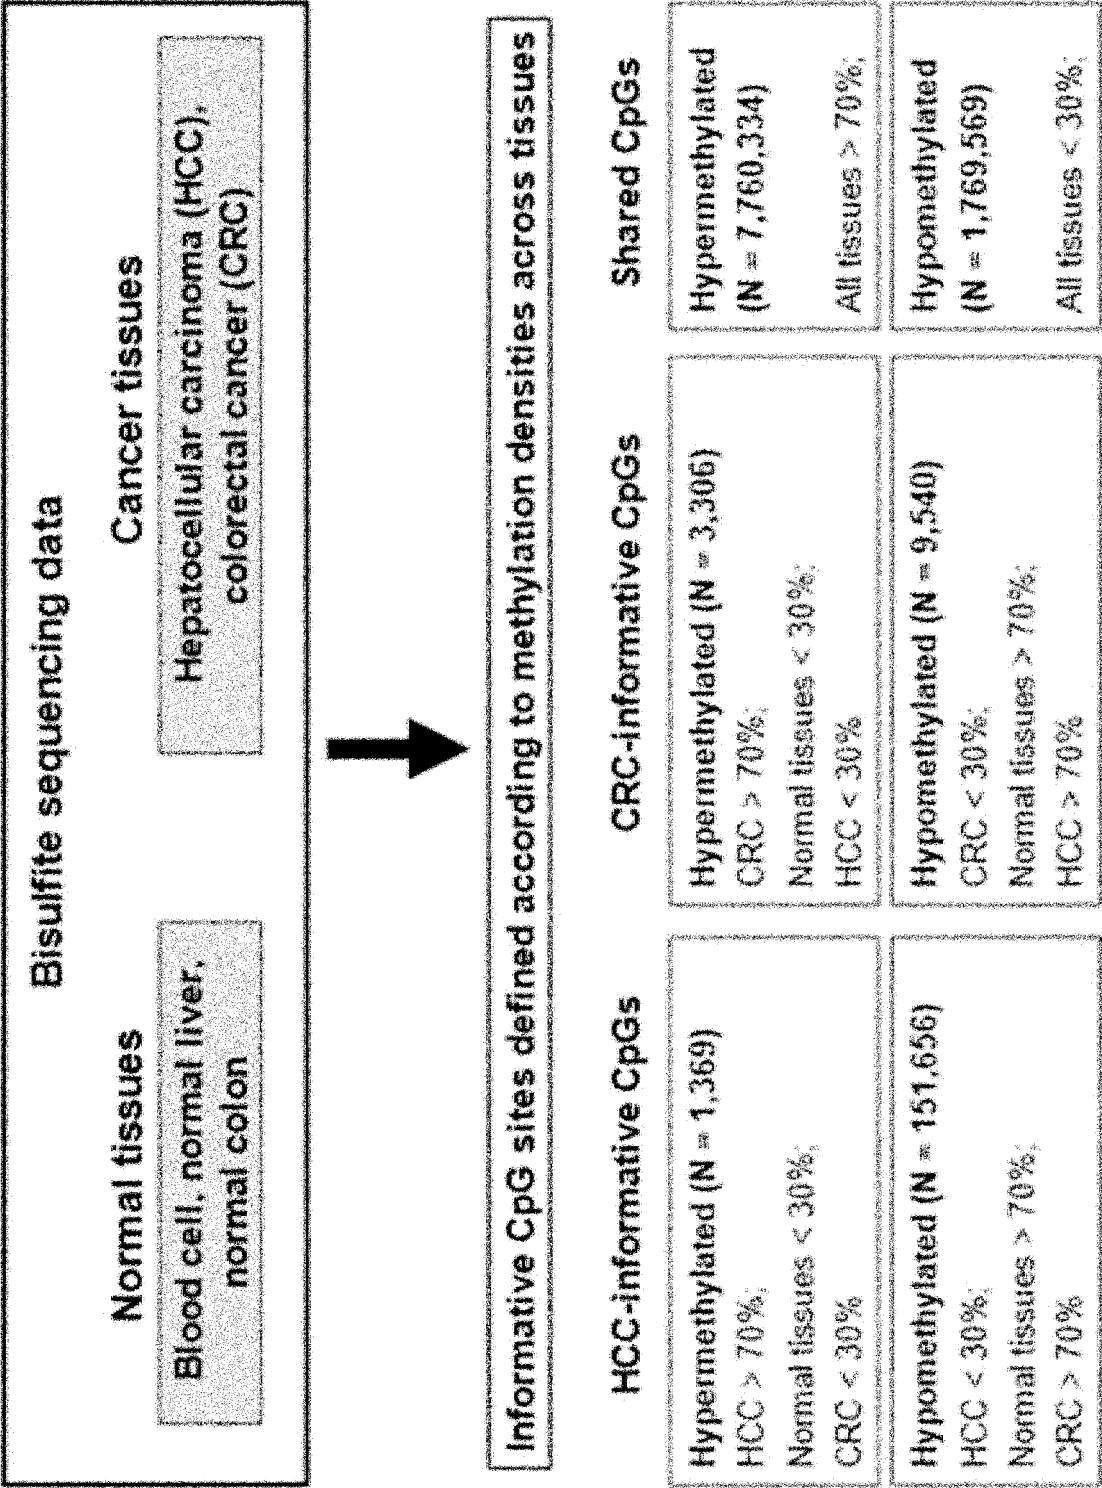 Bisulfite sequencing data
Normal tissues
Blood cell, normal liver,
normal colon
Cancer tissues
Hepatocellular carcinoma (HCC),
colorectal cancer (CRC)
Informative CpG sites defined according to methylation densities across tissues
HCC-informative CpGs
Hypermethylated (N = 1,369)
HCC > 70%;
Normal tissues < 30%;
CRC < 30%
Hypomethylated (N = 151,656)
HCC < 30%;
Normal tissues > 70%;
CRC > 70%
CRC-informative CpGs
Hypermethylated (N = 3,306)
CRC > 70%;
Normal tissues < 30%;
HCC < 30%
Hypomethylated (N = 9,540)
CRC < 30%;
Normal tissues > 70%;
HCC > 70%
Shared CpGs
Hypermethylated
(N = 7,760,334)
All tissues > 70%;
Hypomethylated
(N = 1,769,569)
All tissues < 30%;